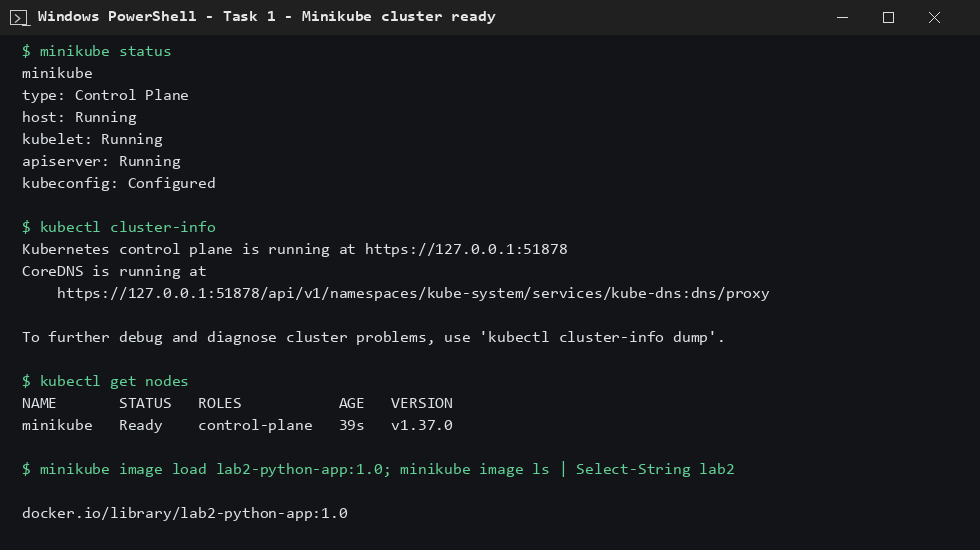 Windows PowerShell - Task 1 - Minikube cluster ready
$ minikube status
minikube
type: Control Plane
host: Running
kubelet: Running
apiserver: Running
kubeconfig: Configured
$ kubectl cluster-info
Kubernetes control plane is running at https://127.0.0.1:51878
CoreDNS is running at
    https://127.0.0.1:51878/api/v1/namespaces/kube-system/services/kube-dns:dns/proxy
To further debug and diagnose cluster problems, use 'kubectl cluster-info dump'.
$ kubectl get nodes
NAME       STATUS   ROLES           AGE   VERSION
minikube   Ready    control-plane   39s   v1.37.0
$ minikube image load lab2-python-app:1.0; minikube image ls | Select-String lab2
docker.io/library/lab2-python-app:1.0